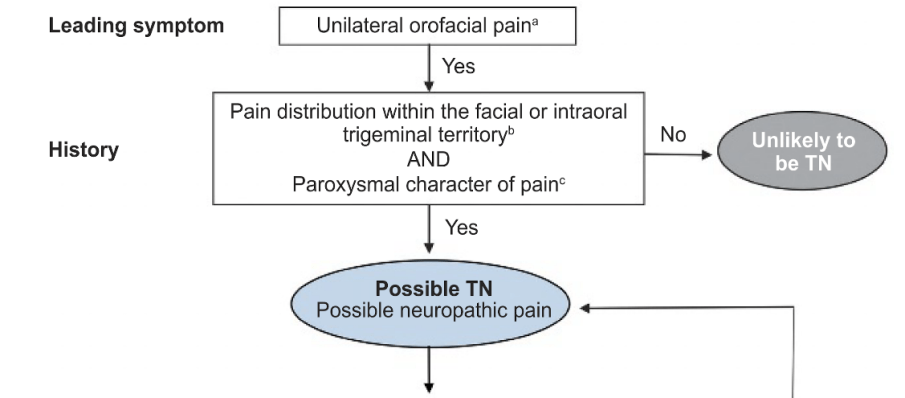 Leading symptom
Unilateral orofacial painᵃ
Yes
History
Pain distribution within the facial or intraoral
trigeminal territoryᵇ
AND
Paroxysmal character of painᶜ
No
Unlikely to
be TN
Yes
Possible TN
Possible neuropathic pain